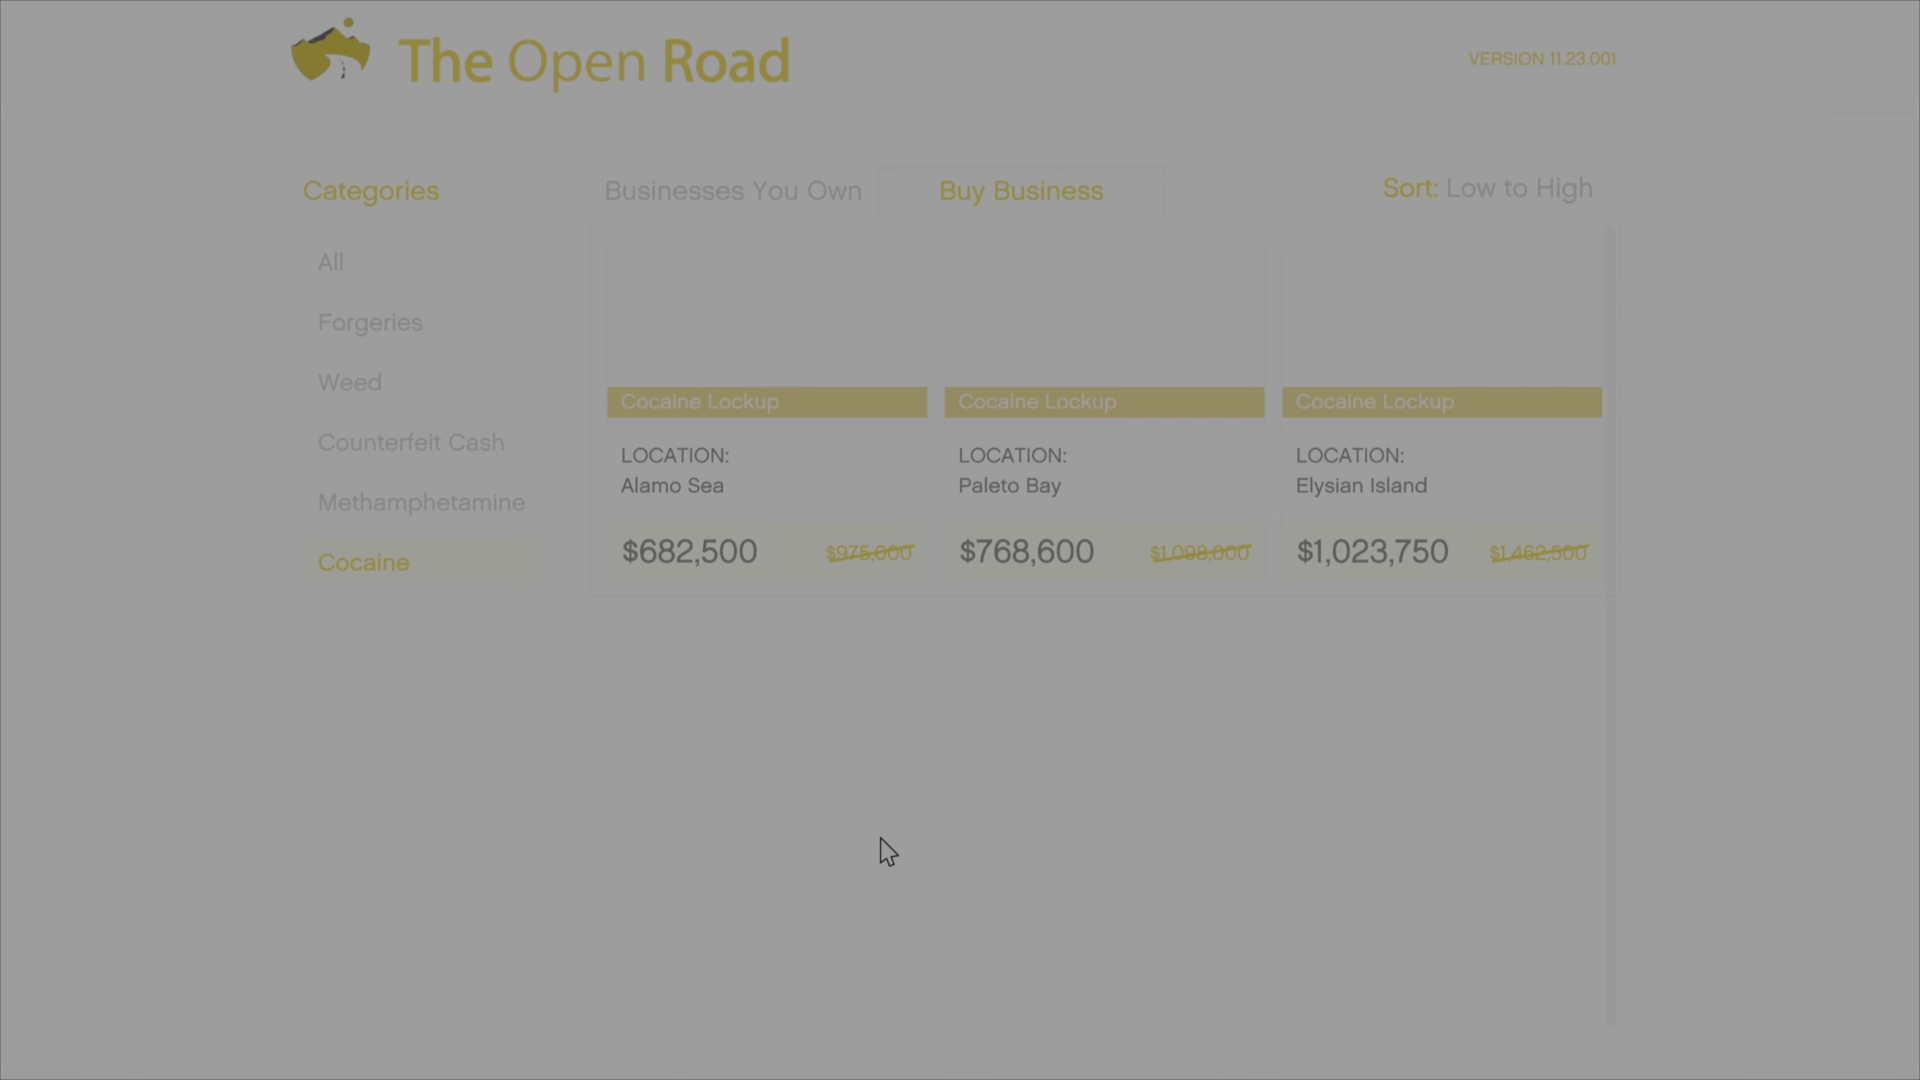 The Open Road
VERSION 11.23.001
Categories
All
Forgeries
Weed
Counterfeit Cash
Methamphetamine
Cocaine
Businesses You Own
Buy Business
Sort: Low to High
Cocaine Lockup
LOCATION:
Alamo Sea
$682,500 $975,000
Cocaine Lockup
LOCATION:
Paleto Bay
$768,600 $1,098,000
Cocaine Lockup
LOCATION:
Elysian Island
$1,023,750 $1,462,500